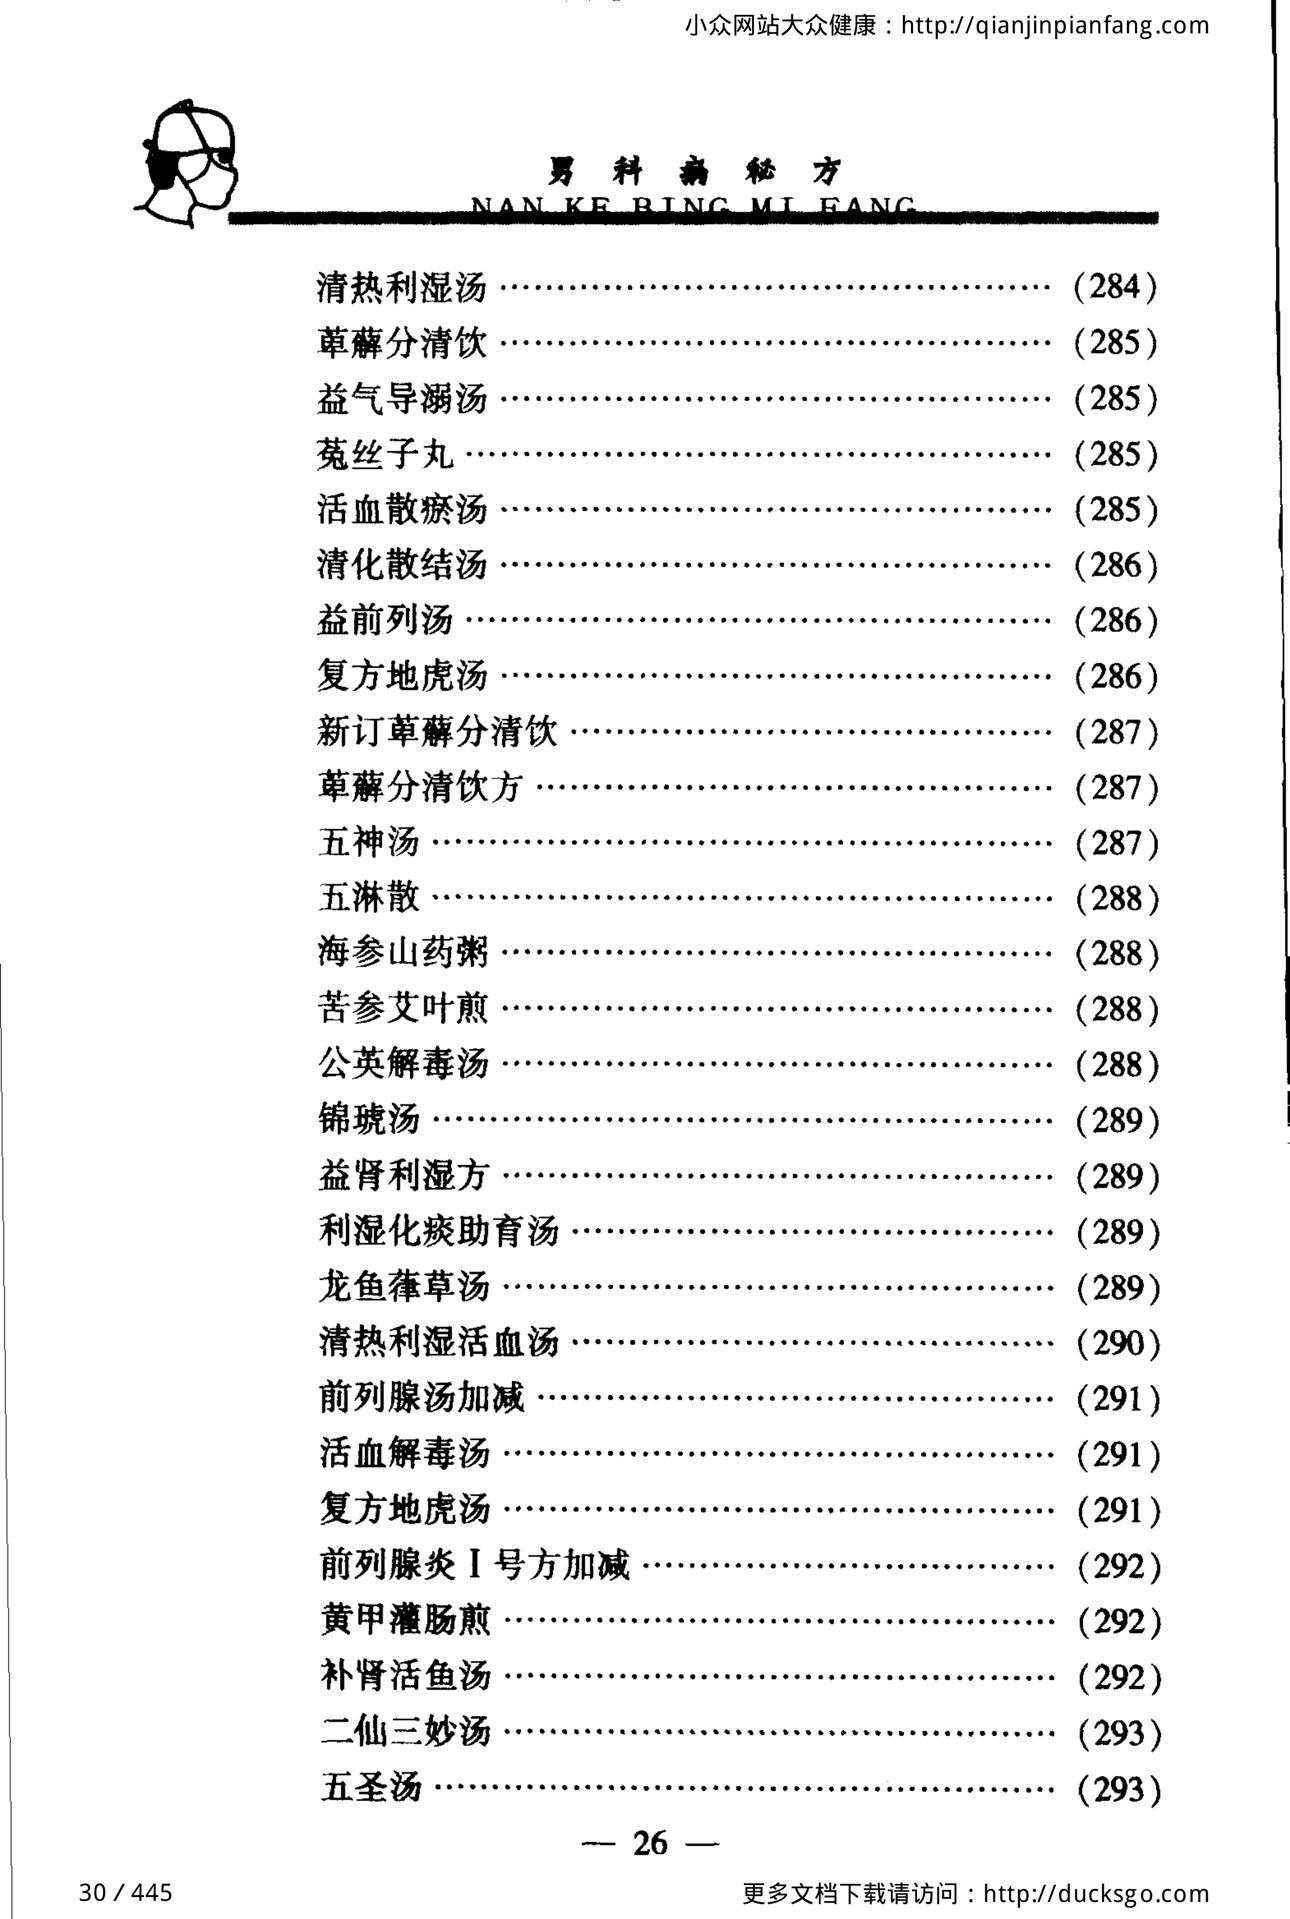 小众网站大众健康：http://qianjinpianfang.com
男科病秘方
NAN KE BING MI FANG
清热利湿汤 …………………………………… (284)
萆薢分清饮 …………………………………… (285)
益气导溺汤 …………………………………… (285)
菟丝子丸 …………………………………… (285)
活血散瘀汤 …………………………………… (285)
清化散结汤 …………………………………… (286)
益前列汤 …………………………………… (286)
复方地虎汤 …………………………………… (286)
新订萆薢分清饮 …………………………………… (287)
萆薢分清饮方 …………………………………… (287)
五神汤 …………………………………… (287)
五淋散 …………………………………… (288)
海参山药粥 …………………………………… (288)
苦参艾叶煎 …………………………………… (288)
公英解毒汤 …………………………………… (288)
锦琥汤 …………………………………… (289)
益肾利湿方 …………………………………… (289)
利湿化痰助育汤 …………………………………… (289)
龙鱼葎草汤 …………………………………… (289)
清热利湿活血汤 …………………………………… (290)
前列腺汤加减 …………………………………… (291)
活血解毒汤 …………………………………… (291)
复方地虎汤 …………………………………… (291)
前列腺炎Ⅰ号方加减 …………………………………… (292)
黄甲灌肠煎 …………………………………… (292)
补肾活鱼汤 …………………………………… (292)
二仙三妙汤 …………………………………… (293)
五圣汤 …………………………………… (293)
— 26 —
30 / 445
更多文档下载请访问：http://ducksgo.com